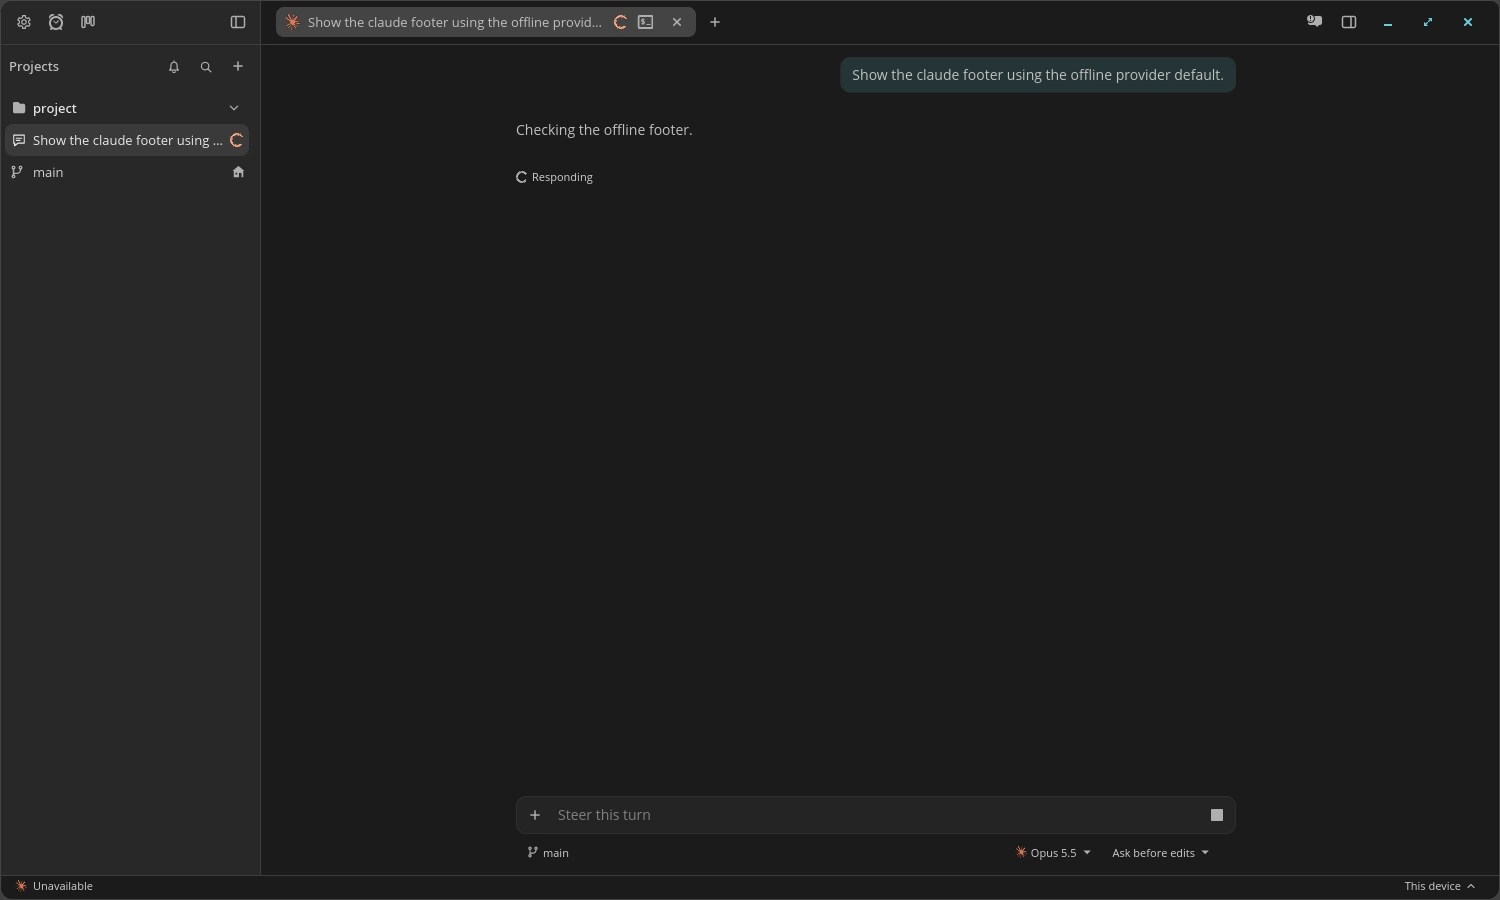 Show the claude footer using the offline provid...
Projects
project
Show the claude footer using ...
main
Show the claude footer using the offline provider default.
Checking the offline footer.
Responding
Steer this turn
main
Opus 5.5
Ask before edits
Unavailable
This device